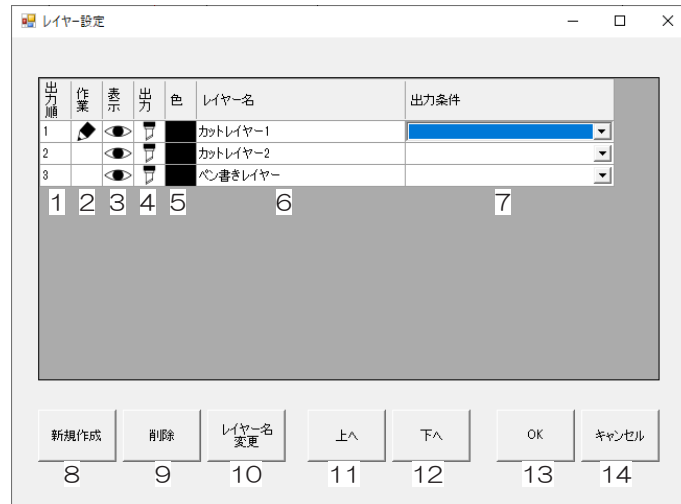 レイヤー設定
出力順 作業 表示 出力 色 レイヤー名 出力条件
1 カットレイヤー1
2 カットレイヤー2
3 ペン書きレイヤー
1 2 3 4 5 6 7
新規作成 削除 レイヤー名変更 上へ 下へ OK キャンセル
8 9 10 11 12 13 14